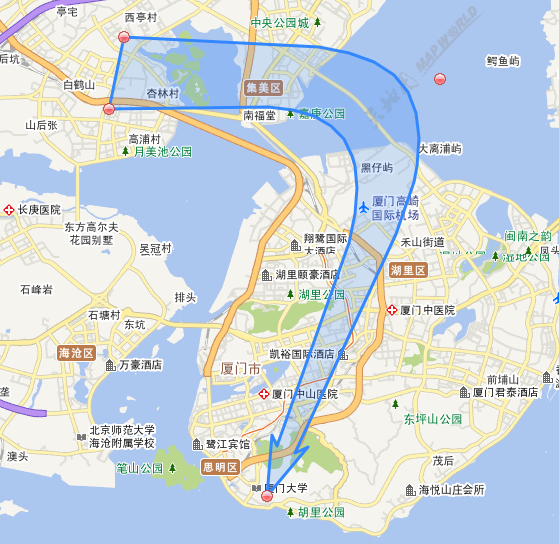 亭宅
西亭村
中央公园城
后坑
鳄鱼屿
白鹤山
杏林村
集美区
南福堂
嘉庚公园
山后张
高浦村
月美池公园
大离浦屿
黑仔屿
长庚医院
厦门高崎
国际机场
东方高尔夫
花园别墅
吴冠村
翔鹭国际
大酒店
禾山街道
闽南之韵
湿地公园
湖里颐豪酒店
湖里区
石峰岩
排头
湖里公园
石塘村
东坑
厦门中医院
海沧区
万豪酒店
厦门市
凯裕国际酒店
前埔村
厦门中山医院
厦门君泰酒店
北京师范大学
海沧附属学校
鹭江宾馆
东坪山公园
澳头
笔山公园
思明区
茂后
厦门大学
海悦山庄会所
胡里公园
MAP WORLD